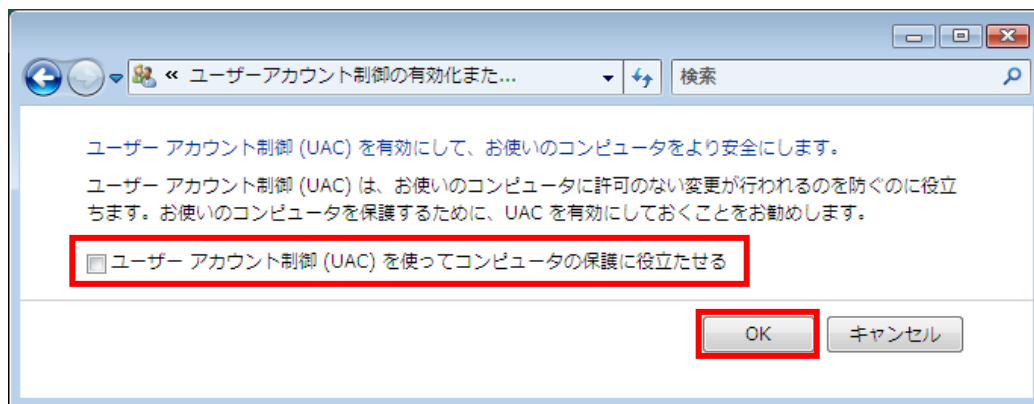 « ユーザーアカウント制御の有効化また...
検索
ユーザー アカウント制御 (UAC) を有効にして、お使いのコンピュータをより安全にします。
ユーザー アカウント制御 (UAC) は、お使いのコンピュータに許可のない変更が行われるのを防ぐのに役立
ちます。お使いのコンピュータを保護するために、UAC を有効にしておくことをお勧めします。
ユーザー アカウント制御 (UAC) を使ってコンピュータの保護に役立たせる
OK
キャンセル